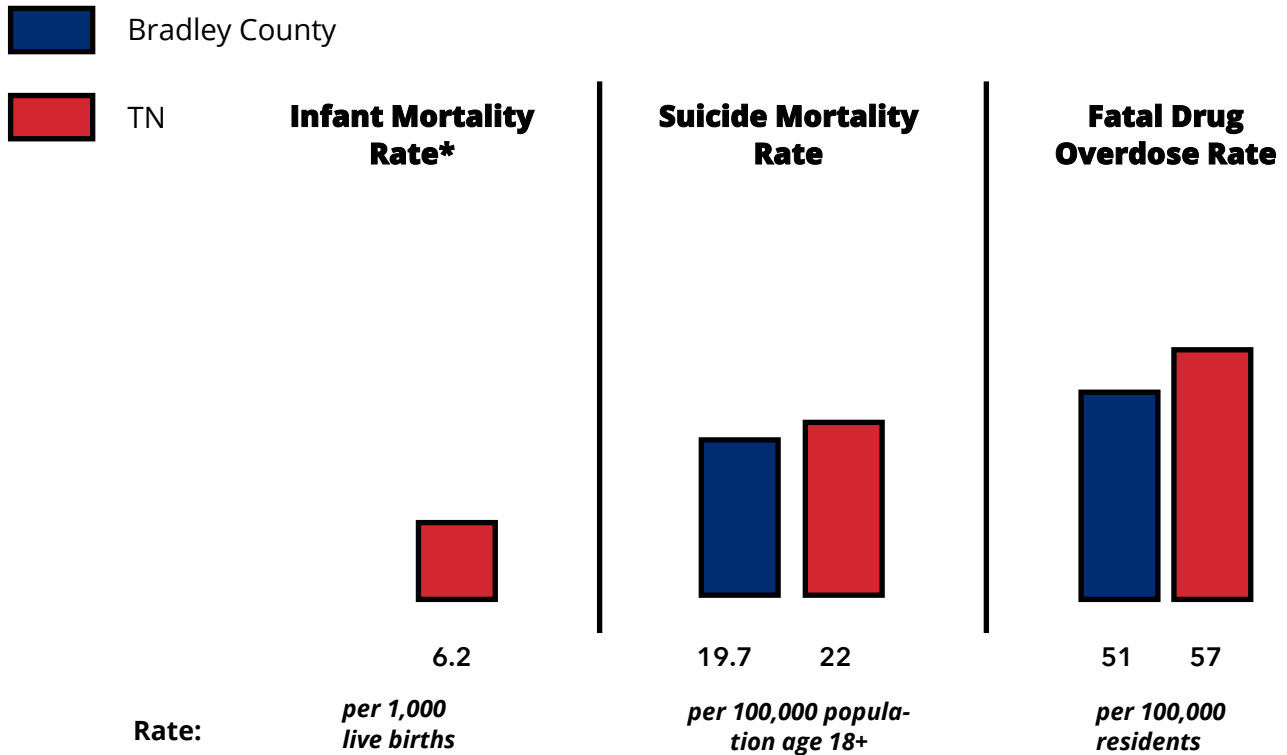 Bradley County
TN
Infant Mortality
Rate*
Suicide Mortality
Rate
Fatal Drug
Overdose Rate
6.2
19.7 22
51 57
Rate:
per 1,000
live births
per 100,000 popula-
tion age 18+
per 100,000
residents